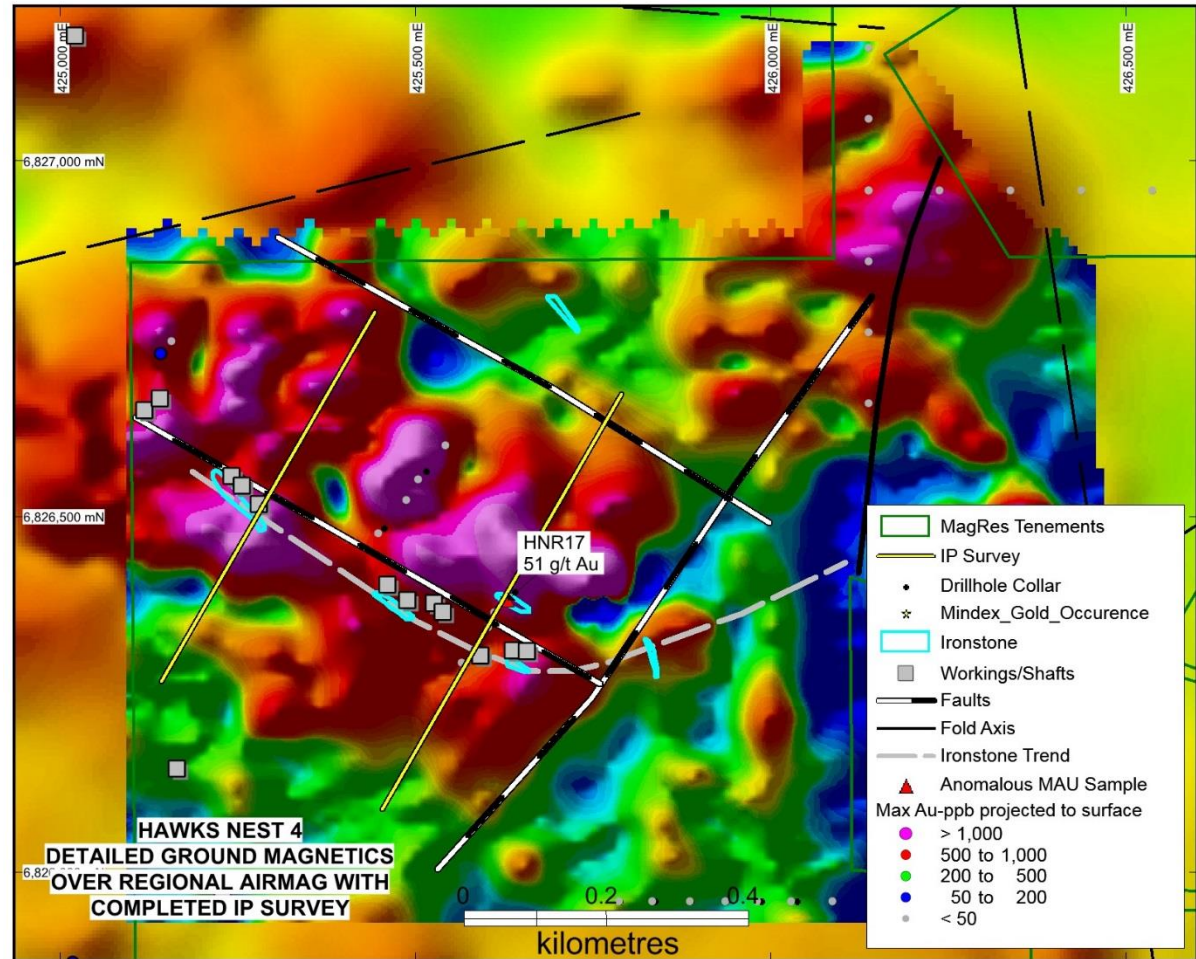 425,000 mE
425,500 mE
426,000 mE
426,500 mE
6,827,000 mN
6,826,500 mN
HNR17
51 g/t Au
HAWKS NEST 4
DETAILED GROUND MAGNETICS
OVER REGIONAL AIRMAG WITH
COMPLETED IP SURVEY
0 0.2 0.4
kilometres
MagRes Tenements
IP Survey
Drillhole Collar
Mindex_Gold_Occurence
Ironstone
Workings/Shafts
Faults
Fold Axis
Ironstone Trend
Anomalous MAU Sample
Max Au-ppb projected to surface
> 1,000
500 to 1,000
200 to 500
50 to 200
< 50